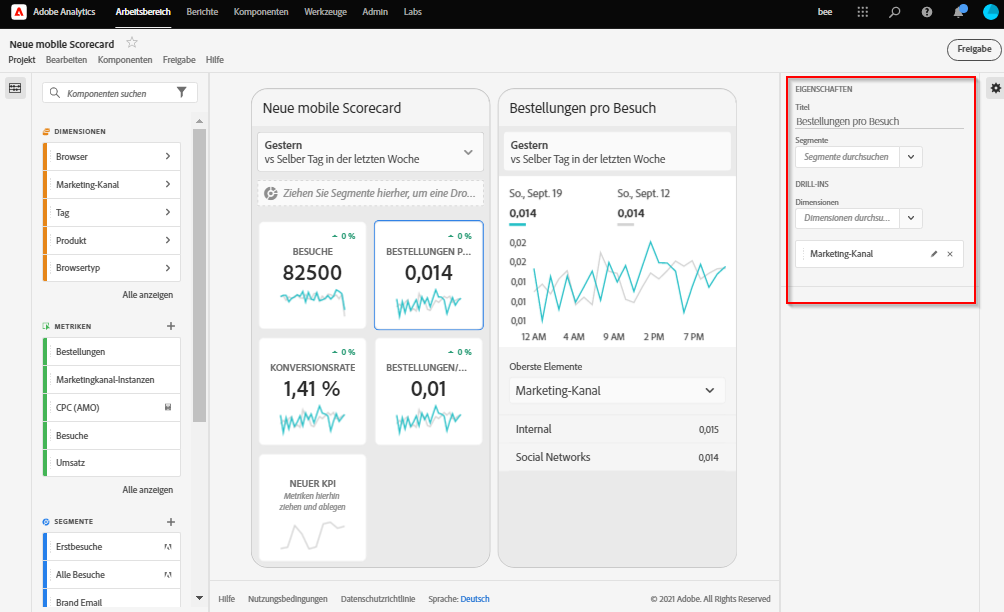 Adobe Analytics Arbeitsbereich Berichte Komponenten Werkzeuge Admin Labs bee
Neue mobile Scorecard
Projekt Bearbeiten Komponenten Freigabe Hilfe
Freigabe
Komponenten suchen
DIMENSIONEN
Browser
Marketing-Kanal
Tag
Produkt
Browsertyp
Alle anzeigen
METRIKEN
Bestellungen
Marketingkanal-Instanzen
CPC (AMO)
Besuche
Umsatz
Alle anzeigen
SEGMENTE
Erstbesuche
Alle Besuche
Brand Email
Neue mobile Scorecard
Gestern
vs Selber Tag in der letzten Woche
Ziehen Sie Segmente hierher, um eine Dro...
0 %
BESUCHE
82500
0 %
BESTELLUNGEN P...
0,014
0 %
KONVERSIONSRATE
1,41 %
0 %
BESTELLUNGEN/...
0,01
NEUER KPI
Metriken hierhin
ziehen und ablegen
Bestellungen pro Besuch
Gestern
vs Selber Tag in der letzten Woche
So., Sept. 19 So., Sept. 12
0,014 0,014
0,02
0,02
0,01
0,01
0,01
12 AM 4 AM 9 AM 2 PM 7 PM
Oberste Elemente
Marketing-Kanal
Internal 0,015
Social Networks 0,014
EIGENSCHAFTEN
Titel
Bestellungen pro Besuch
Segmente
Segmente durchsuchen
DRILL-INS
Dimensionen
Dimensionen durchsu...
Marketing-Kanal
Hilfe Nutzungsbedingungen Datenschutzrichtlinie Sprache: Deutsch © 2021 Adobe. All Rights Reserved